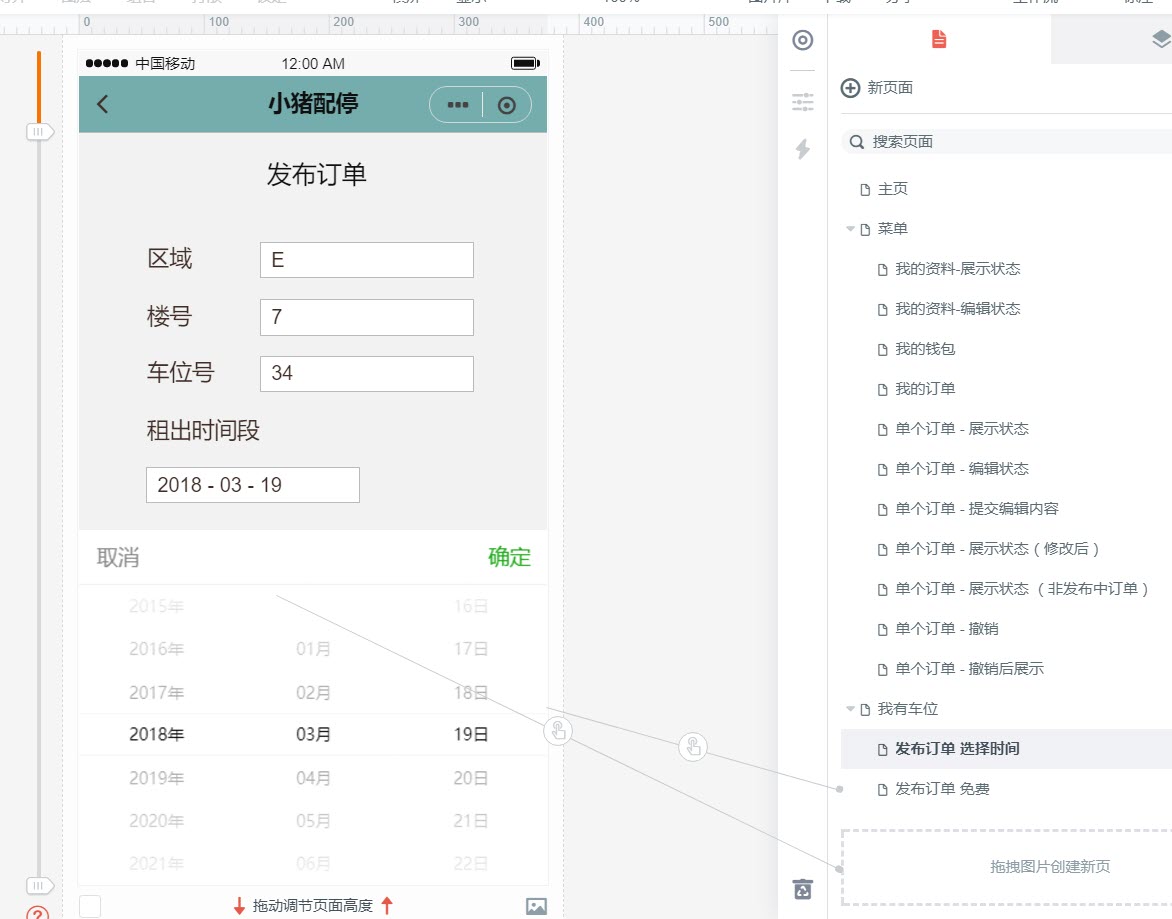 100%
0 100 200 300 400 500
中国移动 12:00 AM
小猪配停
发布订单
区域 E
楼号 7
车位号 34
租出时间段
2018 - 03 - 19
取消 确定
2015年 16日
2016年 01月 17日
2017年 02月 18日
2018年 03月 19日
2019年 04月 20日
2020年 05月 21日
2021年 06月 22日
拖动调节页面高度
?
新页面
搜索页面
主页
菜单
我的资料-展示状态
我的资料-编辑状态
我的钱包
我的订单
单个订单 - 展示状态
单个订单 - 编辑状态
单个订单 - 提交编辑内容
单个订单 - 展示状态 ( 修改后 )
单个订单 - 展示状态 ( 非发布中订单 )
单个订单 - 撤销
单个订单 - 撤销后展示
我有车位
发布订单 选择时间
发布订单 免费
拖拽图片创建新页